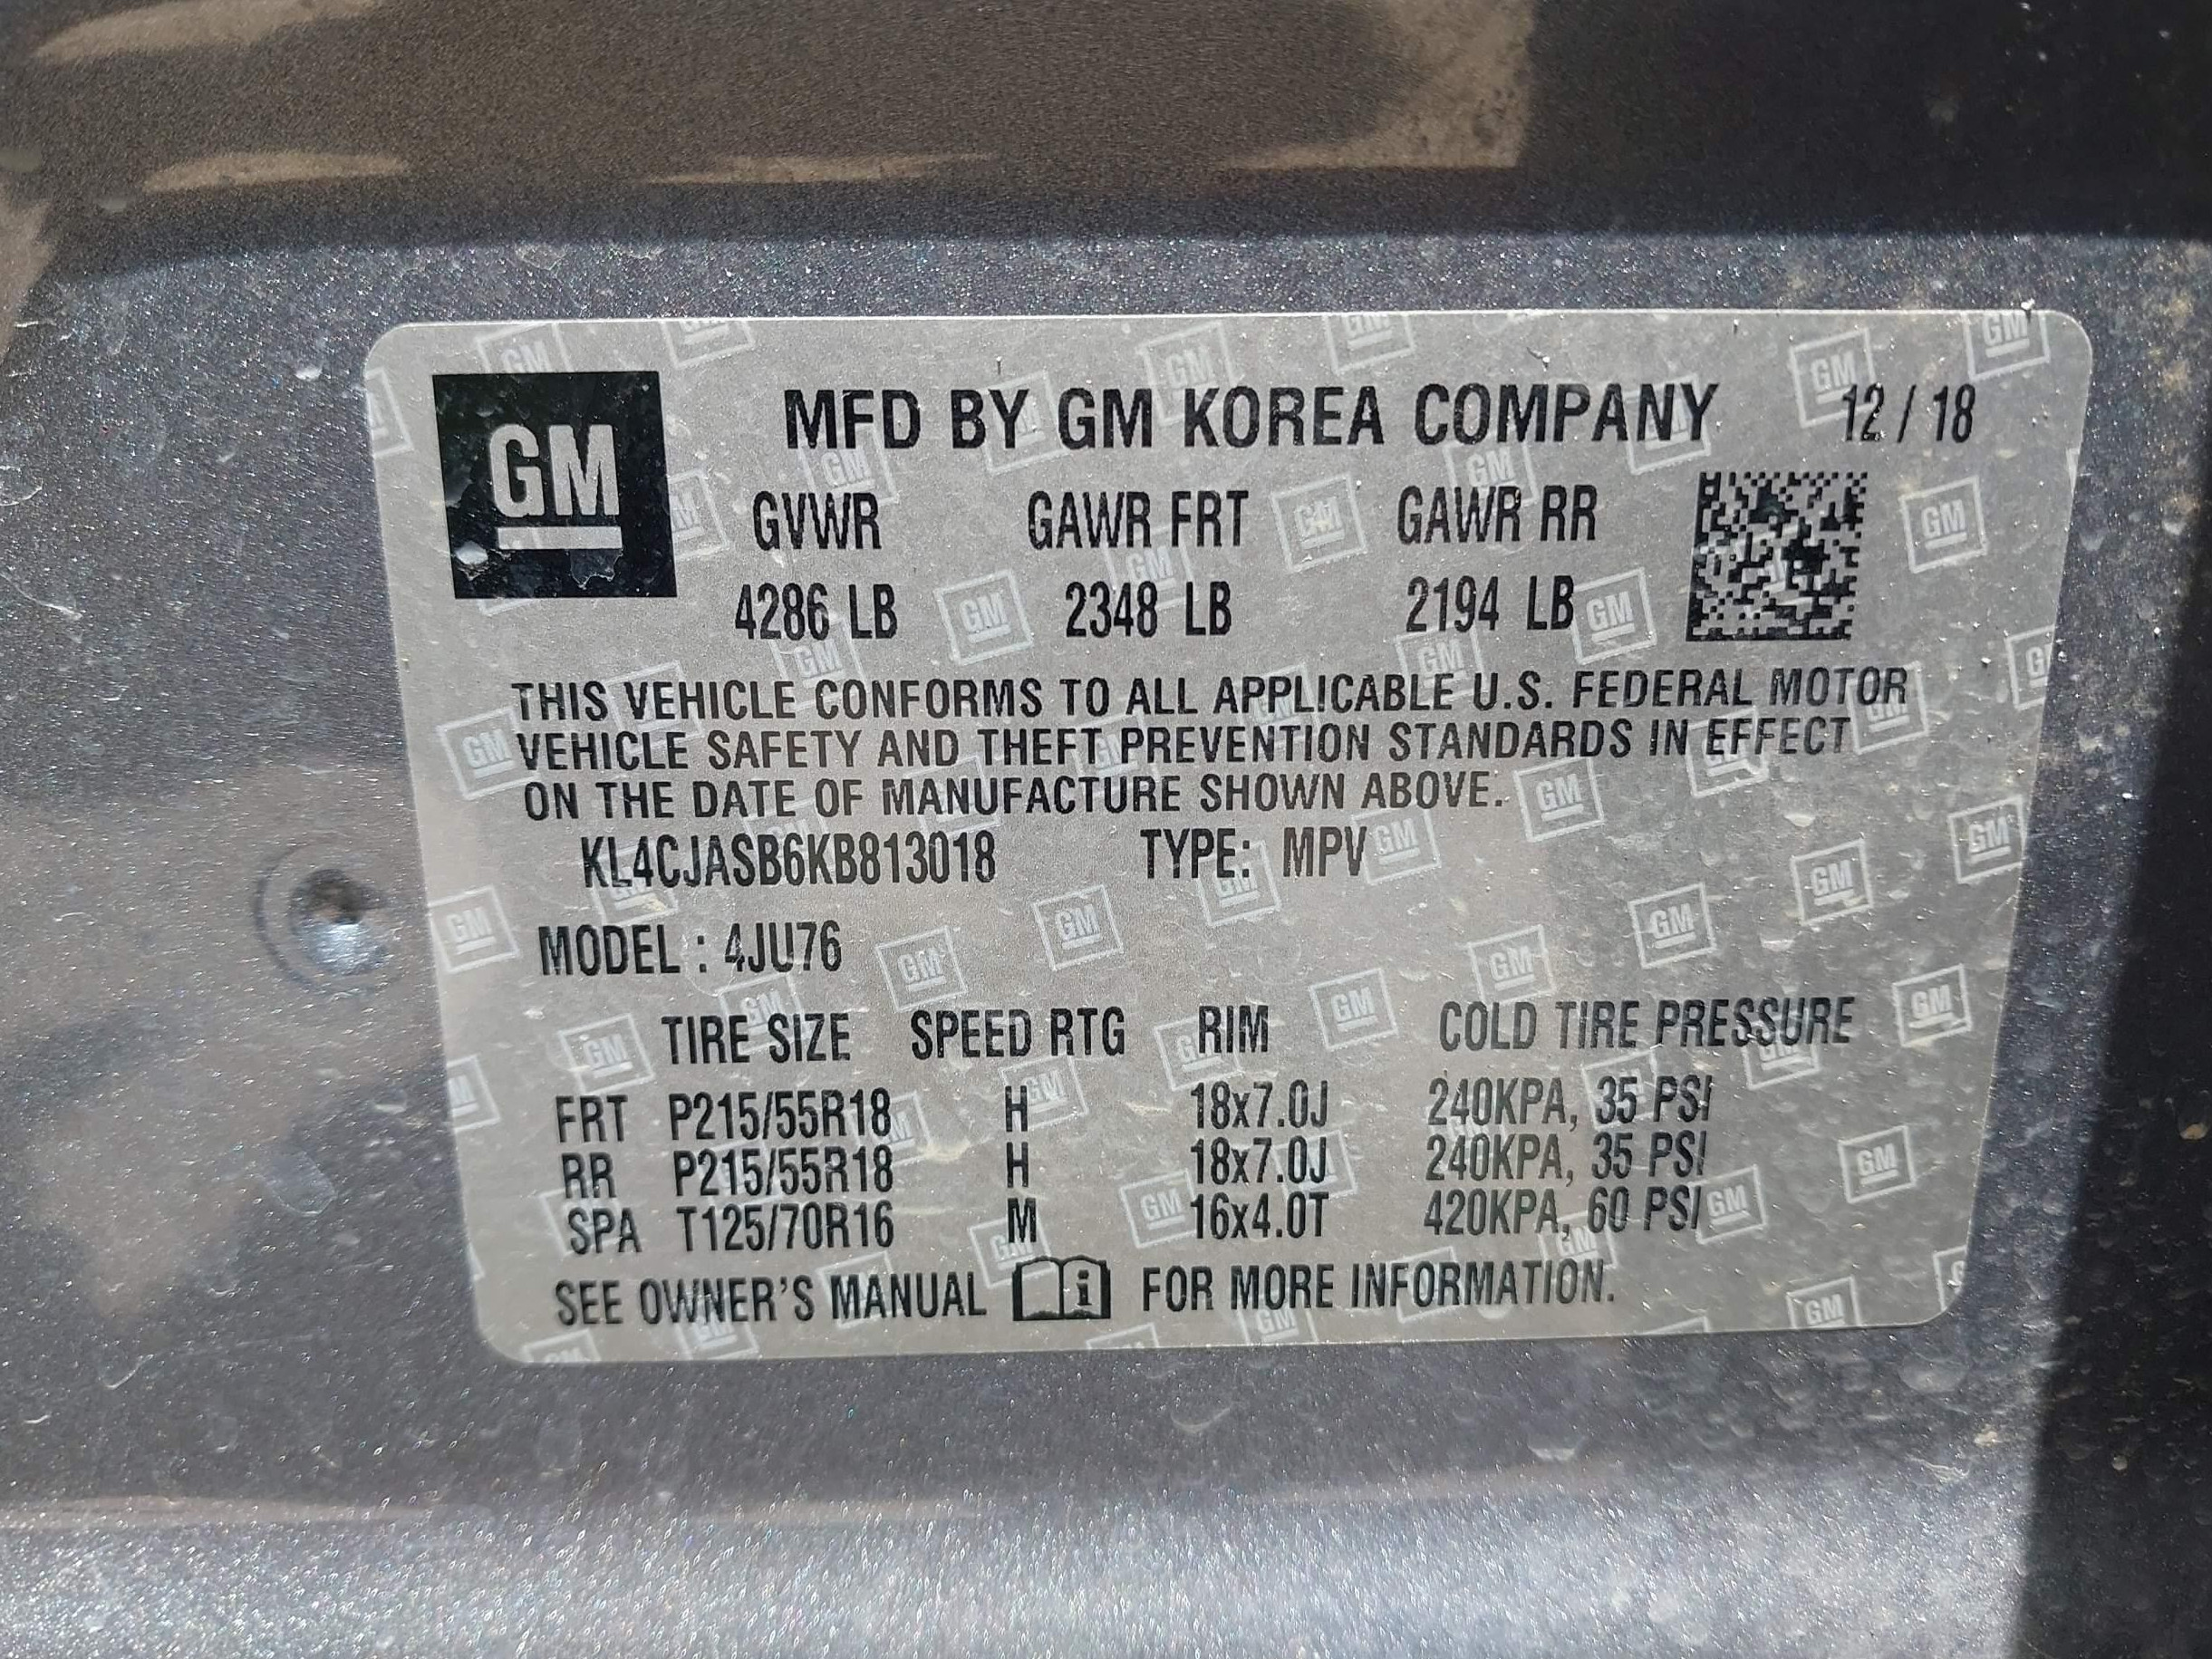 GM
MFD BY GM KOREA COMPANY 12 / 18
GVWR GAWR FRT GAWR RR
4286 LB 2348 LB 2194 LB
THIS VEHICLE CONFORMS TO ALL APPLICABLE U.S. FEDERAL MOTOR
VEHICLE SAFETY AND THEFT PREVENTION STANDARDS IN EFFECT
ON THE DATE OF MANUFACTURE SHOWN ABOVE.
KL4CJASB6KB813018 TYPE: MPV
MODEL : 4JU76
TIRE SIZE SPEED RTG RIM COLD TIRE PRESSURE
FRT P215/55R18 H 18x7.0J 240KPA, 35 PSI
RR P215/55R18 H 18x7.0J 240KPA, 35 PSI
SPA T125/70R16 M 16x4.0T 420KPA, 60 PSI
SEE OWNER'S MANUAL i FOR MORE INFORMATION.